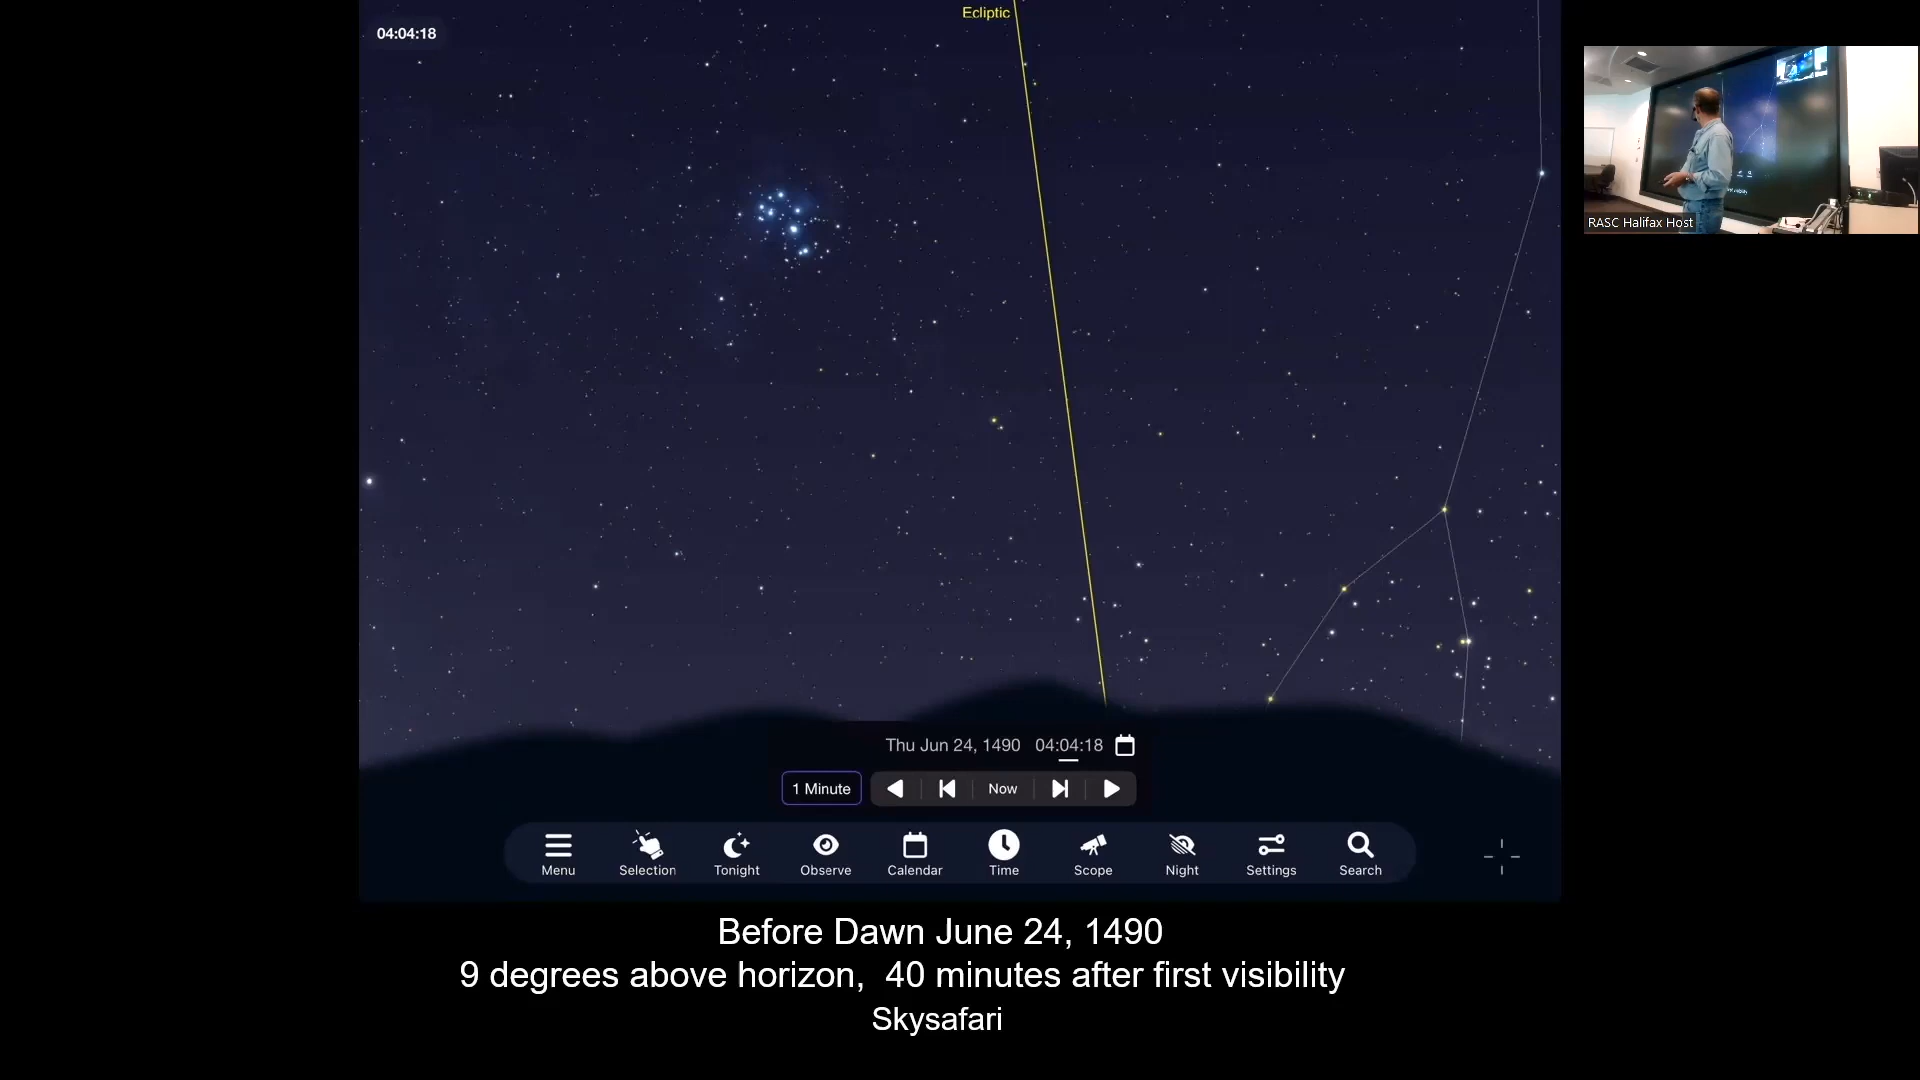 Ecliptic
04:04:18
RASC Halifax Host
Thu Jun 24, 1490 04:04:18
1 Minute
Now
Menu
Selection
Tonight
Observe
Calendar
Time
Scope
Night
Settings
Search
Before Dawn June 24, 1490
9 degrees above horizon, 40 minutes after first visibility
Skysafari